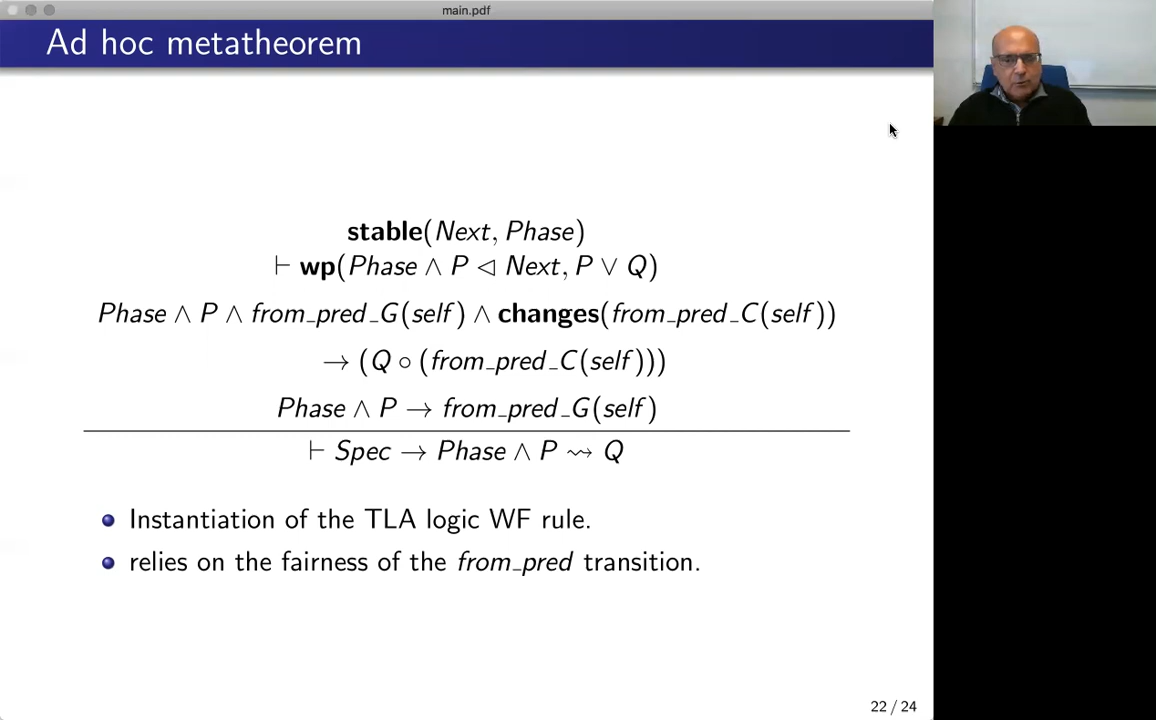 main.pdf
Ad hoc metatheorem
stable(Next, Phase)
⊢ wp(Phase ∧ P ◁ Next, P ∨ Q)
Phase ∧ P ∧ from_pred_G(self) ∧ changes(from_pred_C(self))
→ (Q ∘ (from_pred_C(self)))
Phase ∧ P → from_pred_G(self)
⊢ Spec → Phase ∧ P ⇝ Q
Instantiation of the TLA logic WF rule.
relies on the fairness of the from_pred transition.
22 / 24